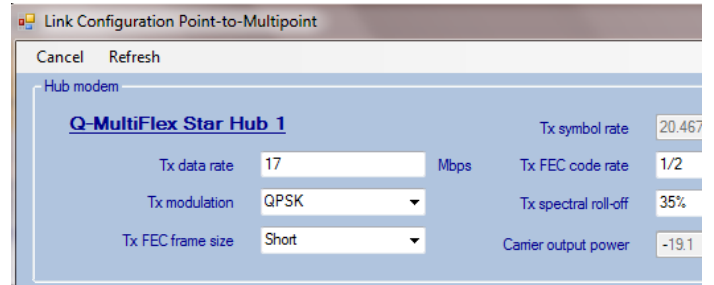 Link Configuration Point-to-Multipoint
Cancel Refresh
Hub modem
Q-MultiFlex Star Hub 1
Tx symbol rate 20.467
Tx data rate 17 Mbps Tx FEC code rate 1/2
Tx modulation QPSK Tx spectral roll-off 35%
Tx FEC frame size Short Carrier output power -19.1